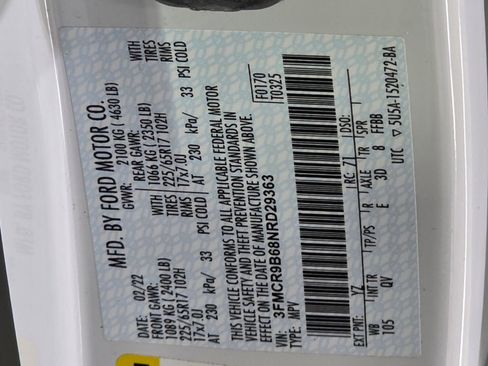 MFD. BY FORD MOTOR CO.
DATE: 02/22
GVWR: 2100 KG ( 4630 LB)
FRONT GAWR: 1089 KG (2400 LB)
REAR GAWR: 1066 KG (2350 LB)
225/65R17 102H WITH TIRES
225/65R17 102H WITH TIRES
17x7.0J RIMS
17x7.0J RIMS
AT 230 kPa/ 33 PSI COLD
AT 230 kPa/ 33 PSI COLD
THIS VEHICLE CONFORMS TO ALL APPLICABLE FEDERAL MOTOR
VEHICLE SAFETY AND THEFT PREVENTION STANDARDS IN
EFFECT ON THE DATE OF MANUFACTURE SHOWN ABOVE.
VIN: 3FMCR9B68NRD29363
TYPE: MPV
F0170
T0325
EXT PNT: YZ RC: 71 DSO:
WB INT TR TP/PS R AXLE TR SPR
105 QV E 3D 8 FFBB
UTC ▽ 5U5A-1520472-BA